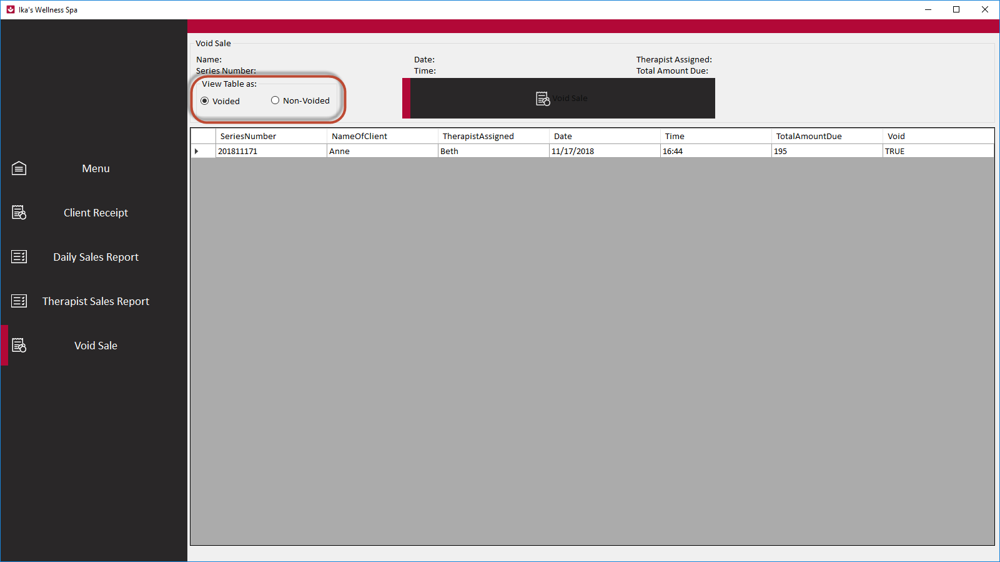 Ika's Wellness Spa
Menu
Client Receipt
Daily Sales Report
Therapist Sales Report
Void Sale
Void Sale
Name: Date: Therapist Assigned:
Series Number: Time: Total Amount Due:
View Table as:
Voided Non-Voided
Void Sale
SeriesNumber NameOfClient TherapistAssigned Date Time TotalAmountDue Void
201811171 Anne Beth 11/17/2018 16:44 195 TRUE